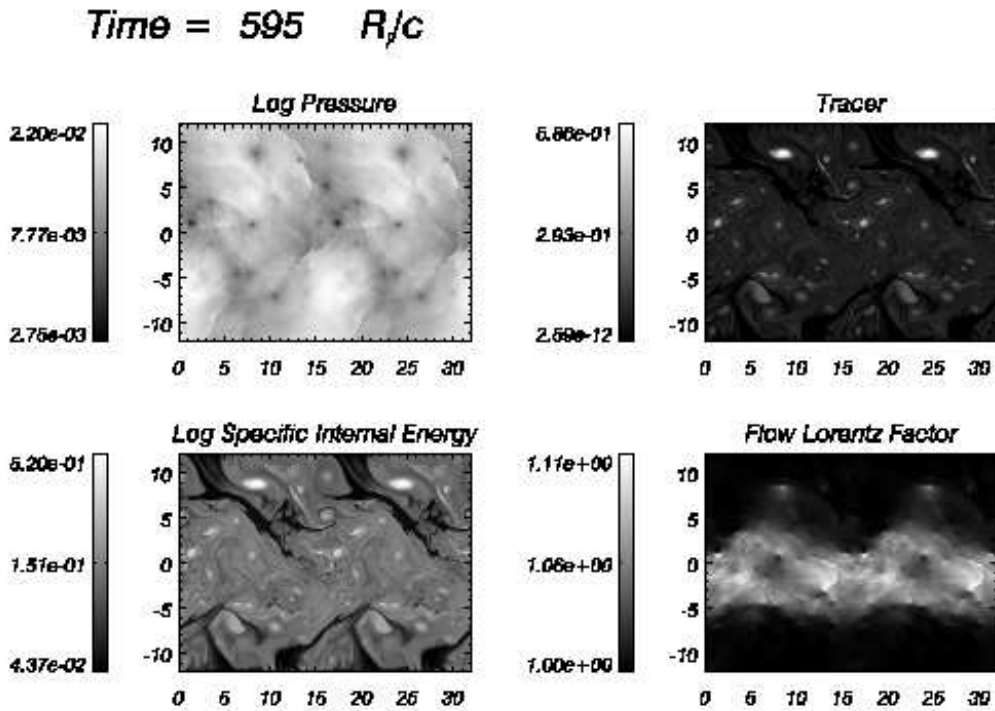 Time = 595 Rj/c
Log Pressure
2.20e-02
7.77e-03
2.75e-03
10
5
0
-5
-10
0 5 10 15 20 25 30
Tracer
5.86e-01
2.93e-01
2.59e-12
10
5
0
-5
-10
0 5 10 15 20 25 30
Log Specific Internal Energy
5.20e-01
1.51e-01
4.37e-02
10
5
0
-5
-10
0 5 10 15 20 25 30
Flow Lorentz Factor
1.11e+00
1.06e+00
1.00e+00
10
5
0
-5
-10
0 5 10 15 20 25 30